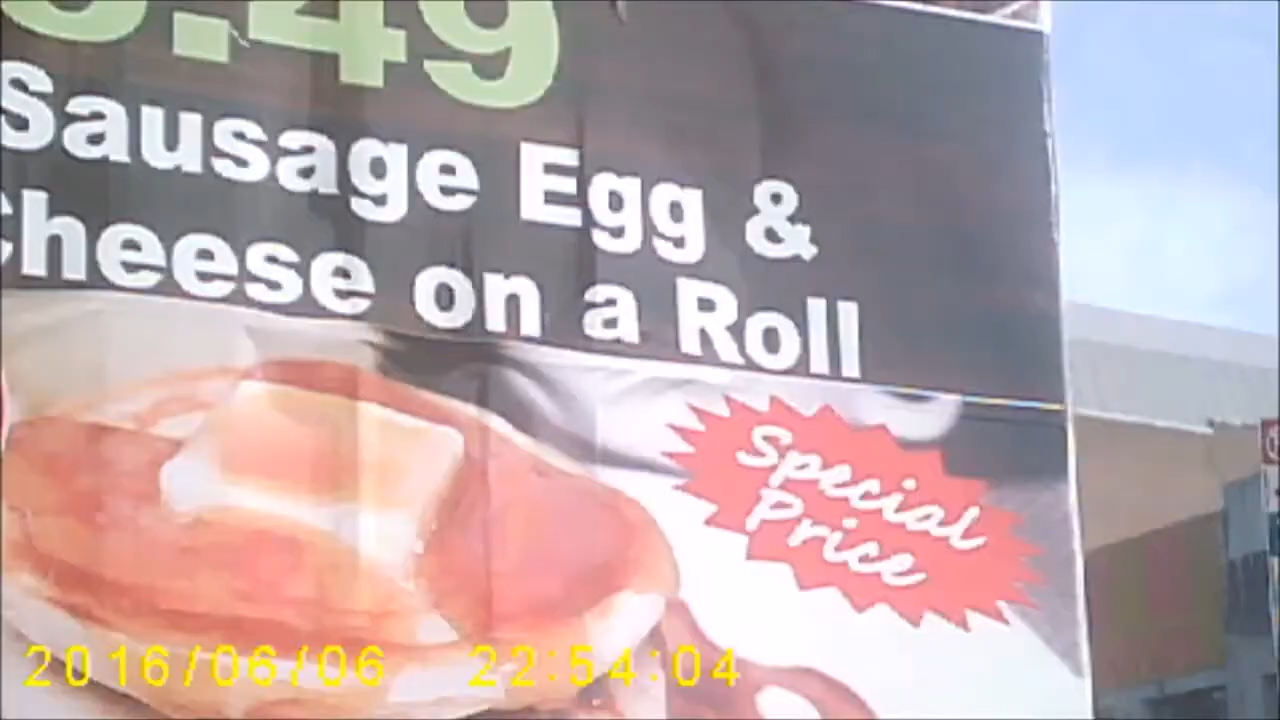 .49
Sausage Egg &
Cheese on a Roll
Special
Price
2016/06/06 22:54:04